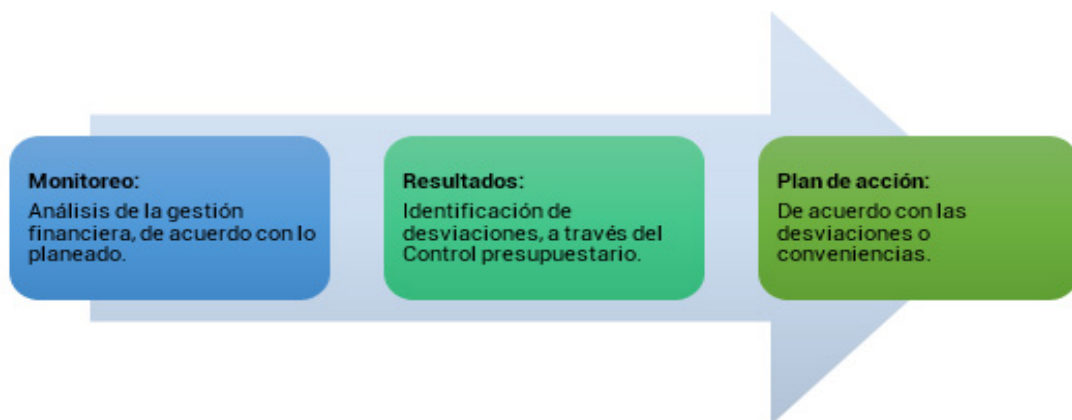 Monitoreo:
Análisis de la gestión
financiera, de acuerdo con lo
planeado.
Resultados:
Identificación de
desviaciones, a través del
Control presupuestario.
Plan de acción:
De acuerdo con las
desviaciones o
conveniencias.